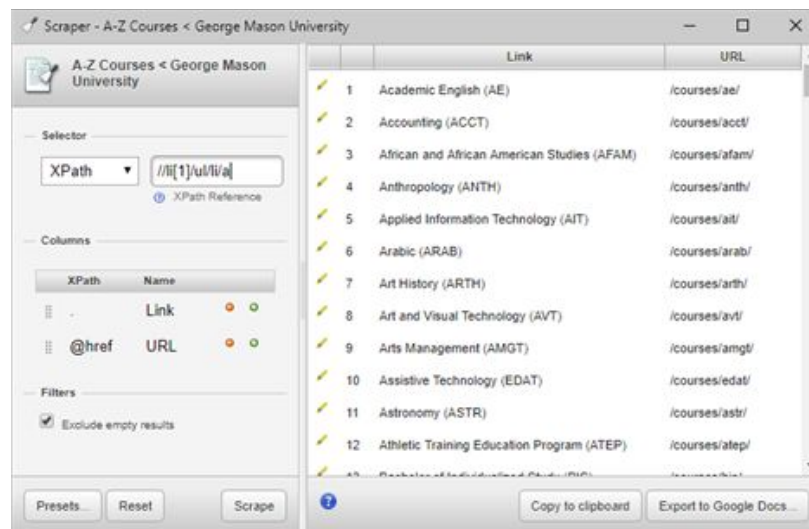 Scraper - A-Z Courses < George Mason University
A-Z Courses < George Mason
University
Selector
XPath
//li[1]/ul/li/a
XPath Reference
Columns
XPath Name
. Link
@href URL
Filters
Exclude empty results
Presets... Reset Scrape
Link URL
1 Academic English (AE) /courses/ae/
2 Accounting (ACCT) /courses/acct/
3 African and African American Studies (AFAM) /courses/afam/
4 Anthropology (ANTH) /courses/anth/
5 Applied Information Technology (AIT) /courses/ait/
6 Arabic (ARAB) /courses/arab/
7 Art History (ARTH) /courses/arth/
8 Art and Visual Technology (AVT) /courses/avt/
9 Arts Management (AMGT) /courses/amgt/
10 Assistive Technology (EDAT) /courses/edat/
11 Astronomy (ASTR) /courses/astr/
12 Athletic Training Education Program (ATEP) /courses/atep/
Copy to clipboard Export to Google Docs...